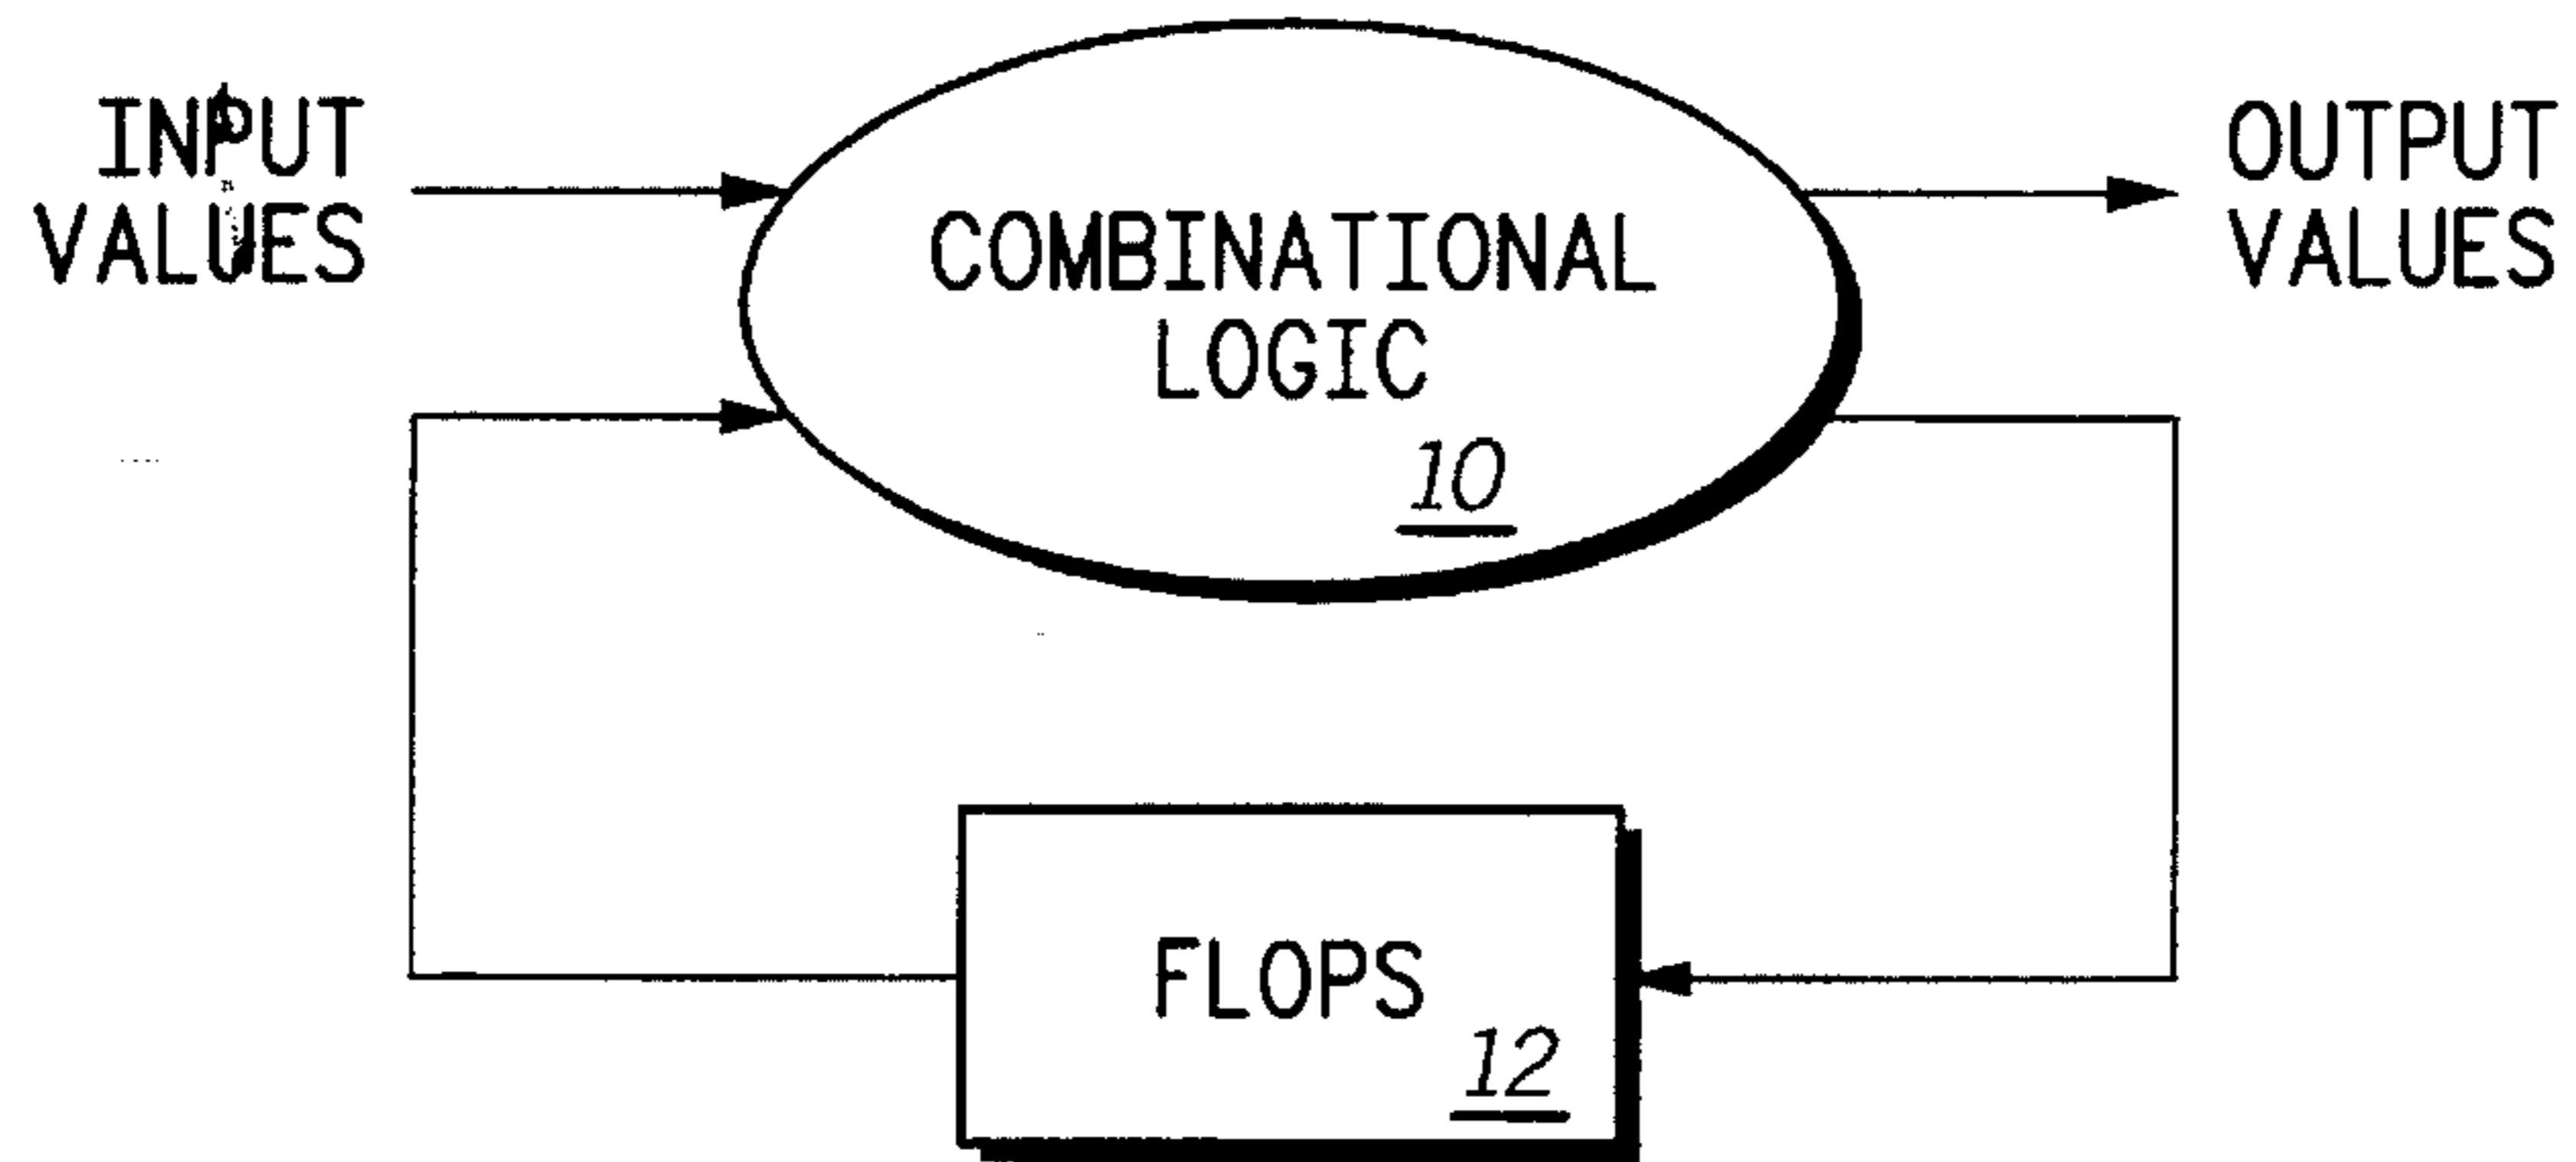 INPUT
VALUES
COMBINATIONAL
LOGIC
10
OUTPUT
VALUES
FLOPS
12